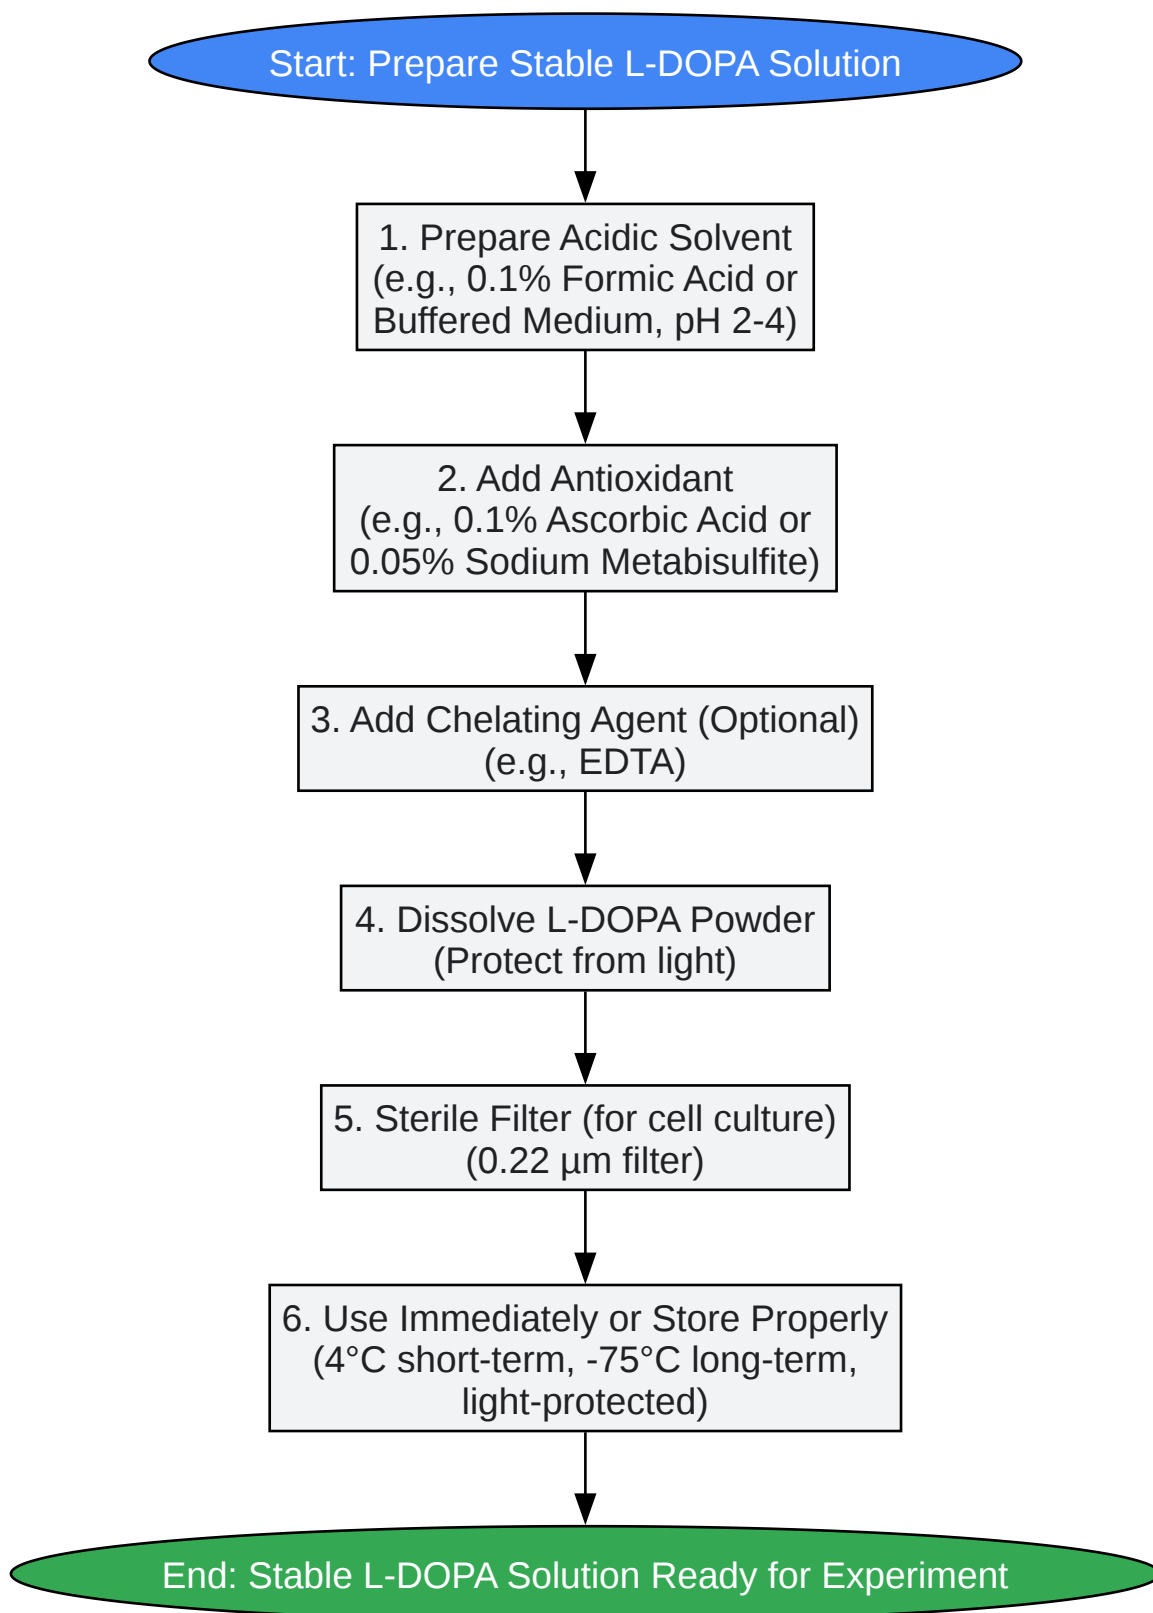 Start: Prepare Stable L-DOPA Solution
1. Prepare Acidic Solvent
(e.g., 0.1% Formic Acid or
Buffered Medium, pH 2-4)
2. Add Antioxidant
(e.g., 0.1% Ascorbic Acid or
0.05% Sodium Metabisulfite)
3. Add Chelating Agent (Optional)
(e.g., EDTA)
4. Dissolve L-DOPA Powder
(Protect from light)
5. Sterile Filter (for cell culture)
(0.22 µm filter)
6. Use Immediately or Store Properly
(4°C short-term, -75°C long-term,
light-protected)
End: Stable L-DOPA Solution Ready for Experiment